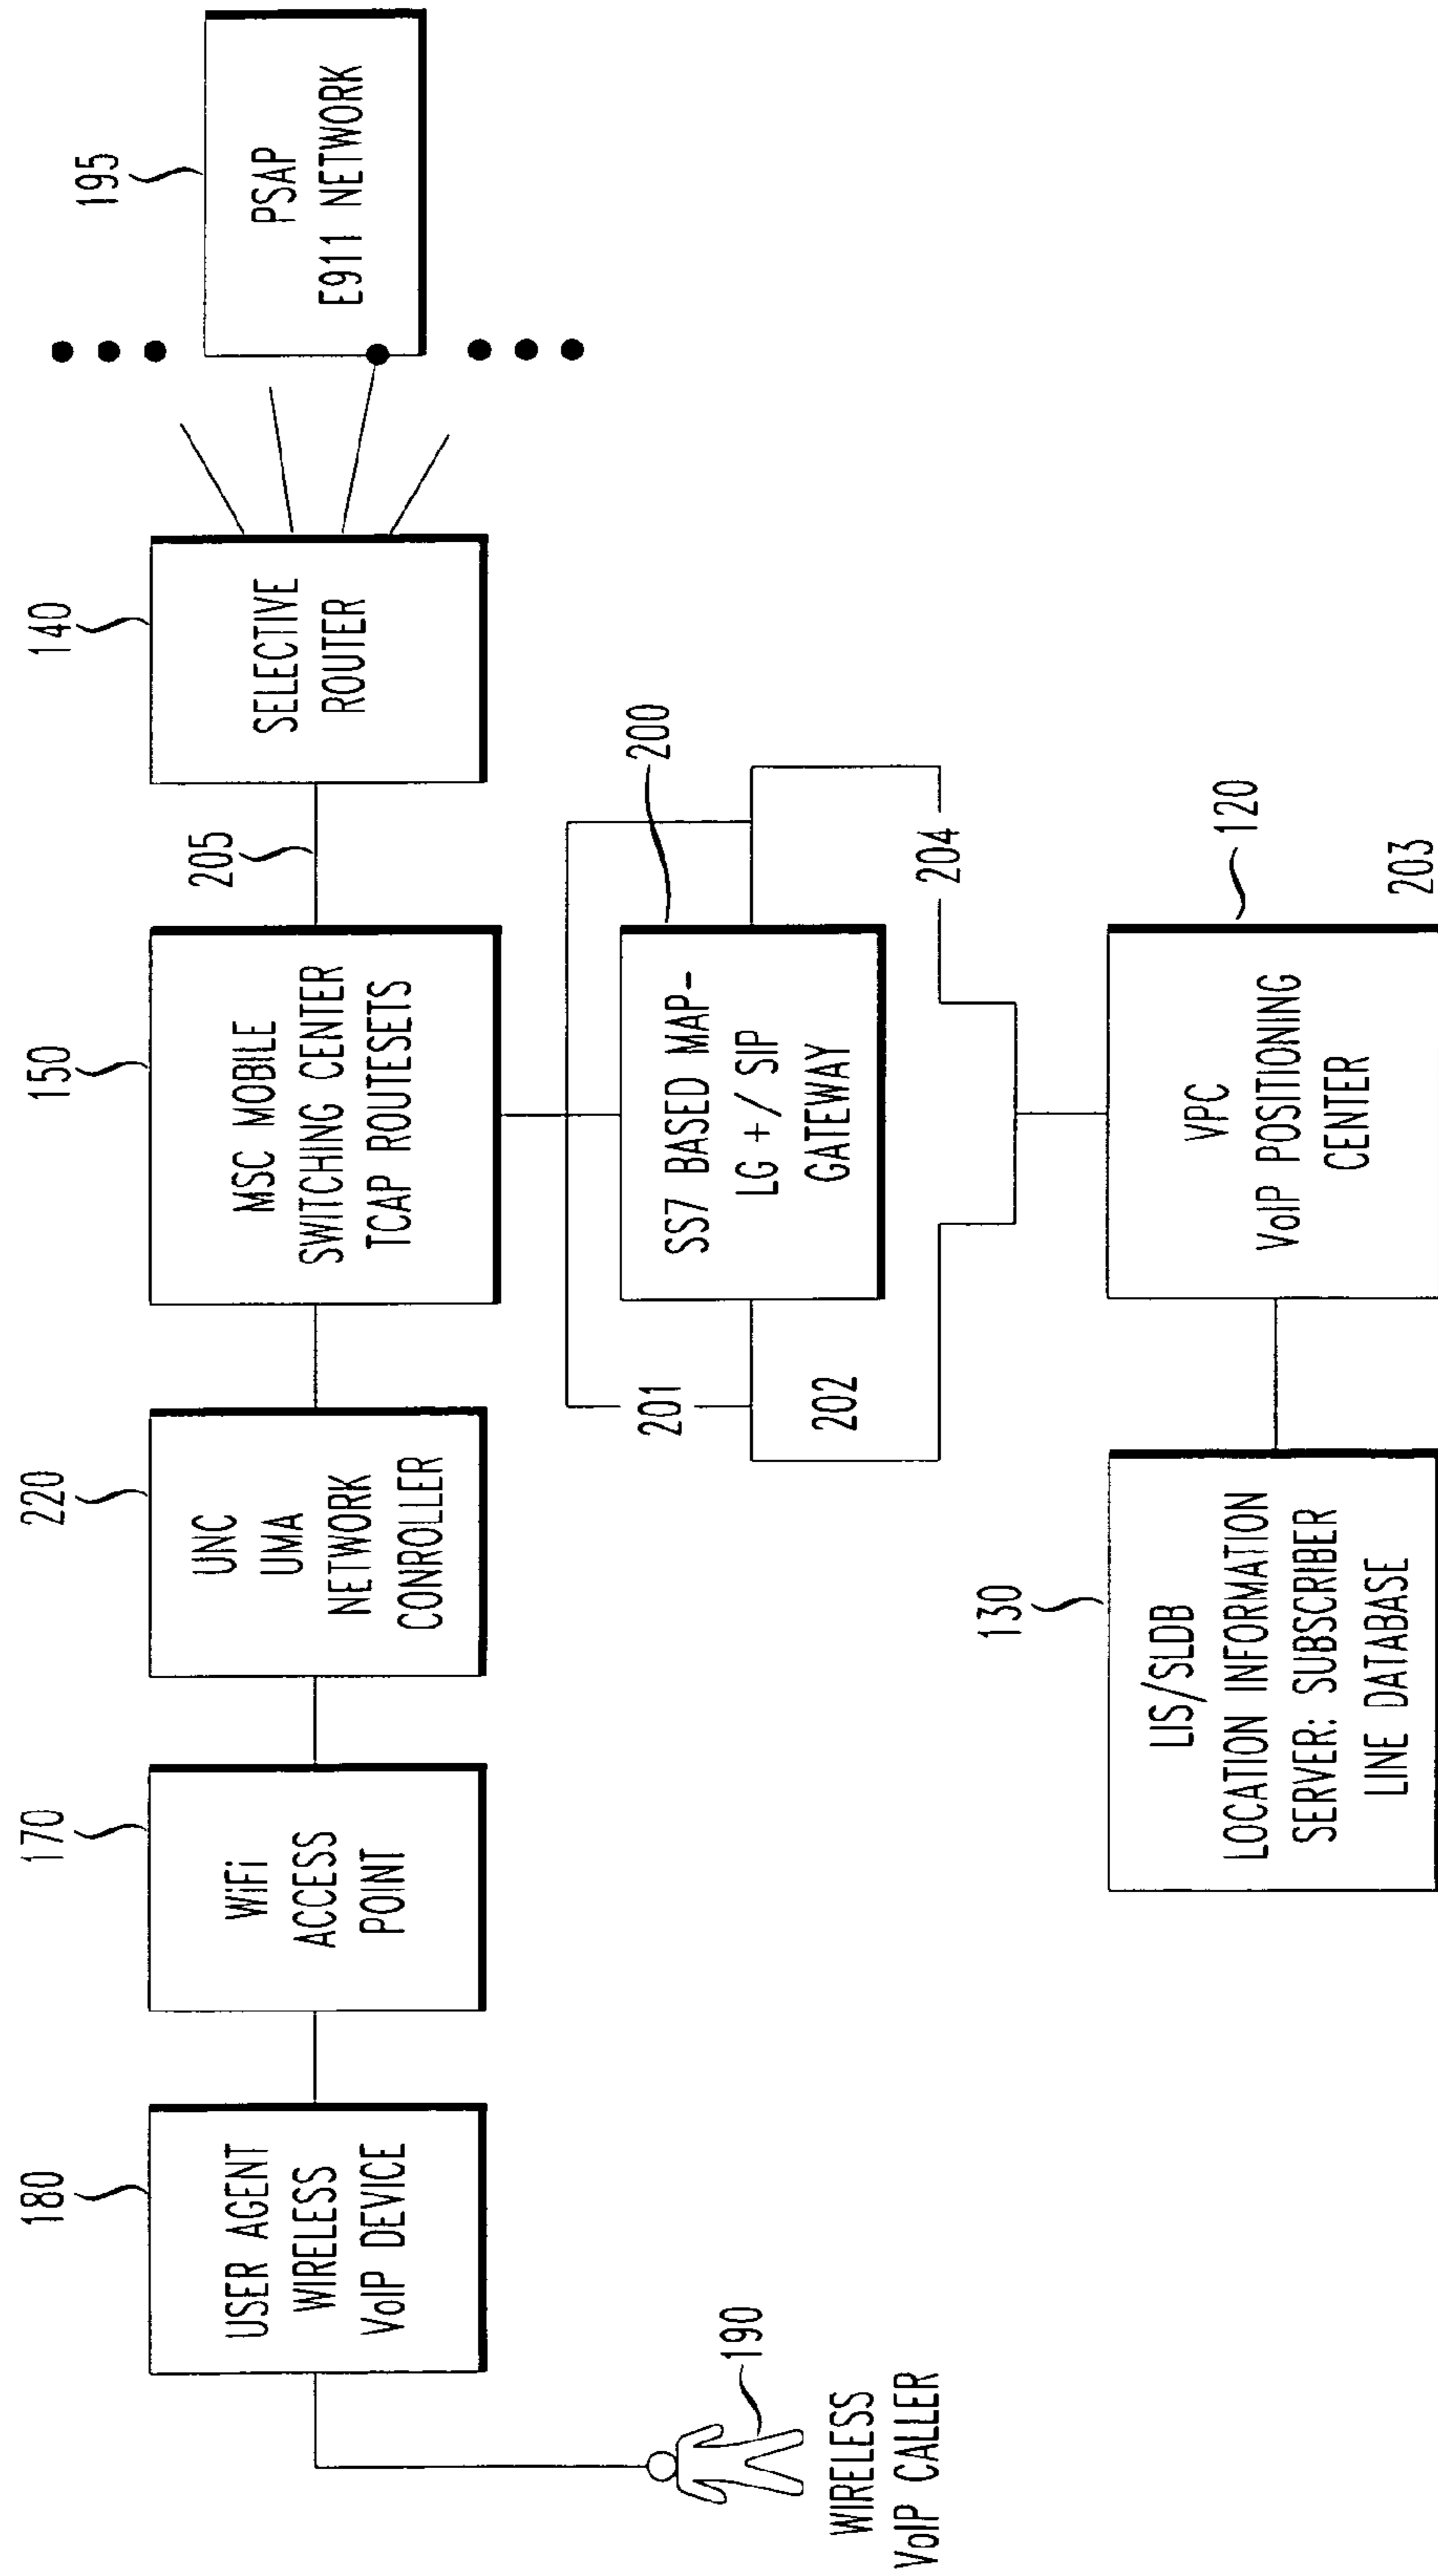 180
USER AGENT
WIRELESS
VoIP DEVICE
170
WiFi
ACCESS
POINT
220
UNC
UMA
NETWORK
CONROLLER
150
MSC MOBILE
SWITCHING CENTER
TCAP ROUTESETS
205
140
SELECTIVE
ROUTER
195
PSAP
E911 NETWORK
190
WIRELESS
VoIP CALLER
201
202
SS7 BASED MAP-
LG +/ SIP
GATEWAY
200
204
130
LIS/SLDB
LOCATION INFORMATION
SERVER: SUBSCRIBER
LINE DATABASE
VPC
VoIP POSITIONING
CENTER
120
203